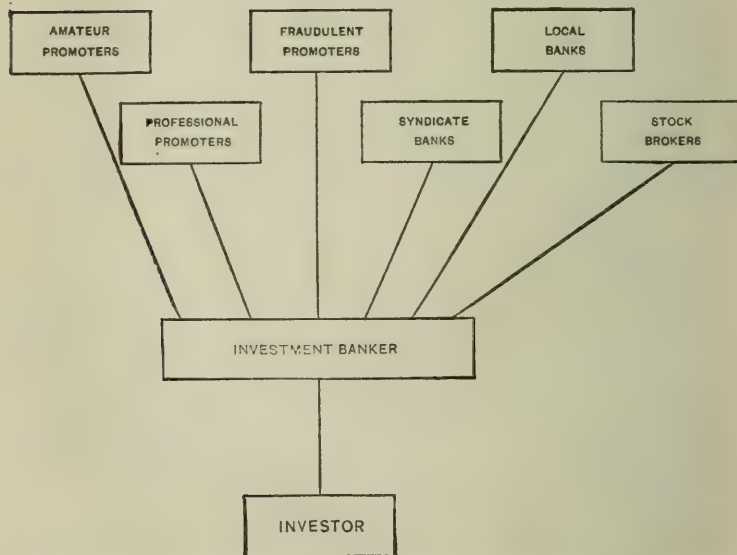 AMATEUR
PROMOTERS
FRAUDULENT
PROMOTERS
LOCAL
BANKS
PROFESSIONAL
PROMOTERS
SYNDICATE
BANKS
STOCK
BROKERS
INVESTMENT BANKER
INVESTOR